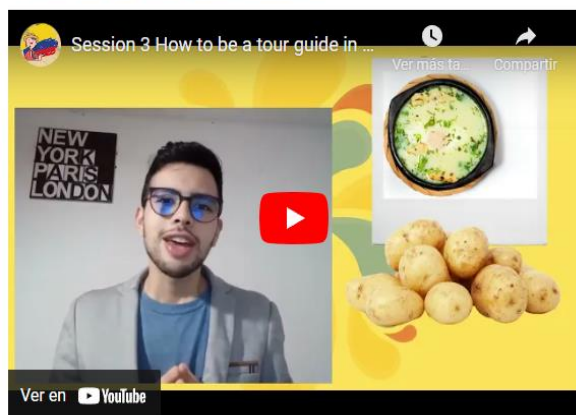 Session 3 How to be a tour guide in ...
Ver más ta...
Compartir
NEW
YORK
PARIS
LONDON
Ver en YouTube